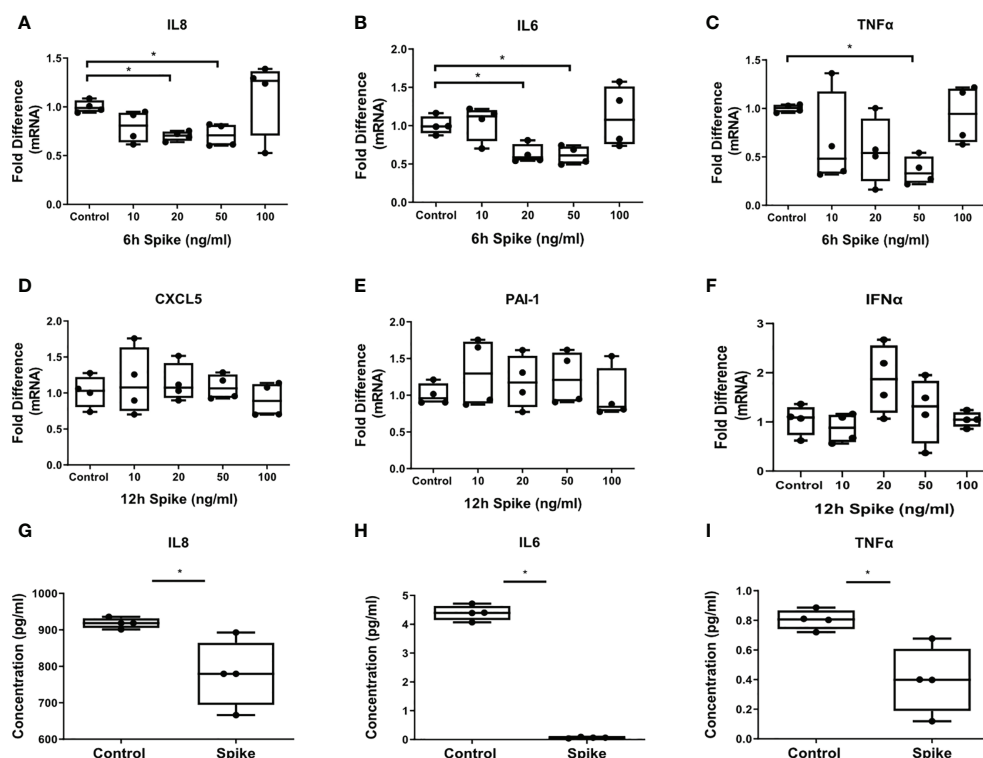 A
IL8
*
*
1.5
1.0
0.5
0.0
Fold Difference
(mRNA)
Control 10 20 50 100
6h Spike (ng/ml)
B
IL6
*
*
2.0
1.5
1.0
0.5
0.0
Fold Difference
(mRNA)
Control 10 20 50 100
6h Spike (ng/ml)
C
TNFα
*
1.5
1.0
0.5
0.0
Fold Difference
(mRNA)
Control 10 20 50 100
6h Spike (ng/ml)
D
CXCL5
2.0
1.5
1.0
0.5
0.0
Fold Difference
(mRNA)
Control 10 20 50 100
12h Spike (ng/ml)
E
PAI-1
2.0
1.5
1.0
0.5
0.0
Fold Difference
(mRNA)
Control 10 20 50 100
12h Spike (ng/ml)
F
IFNα
3
2
1
0
Fold Difference
(mRNA)
Control 10 20 50 100
12h Spike (ng/ml)
G
IL8
*
1000
900
800
700
600
Concentration (pg/ml)
Control Spike
H
IL6
*
5
4
3
2
1
0
Concentration (pg/ml)
Control Spike
I
TNFα
*
1.0
0.8
0.6
0.4
0.2
0.0
Concentration (pg/ml)
Control Spike